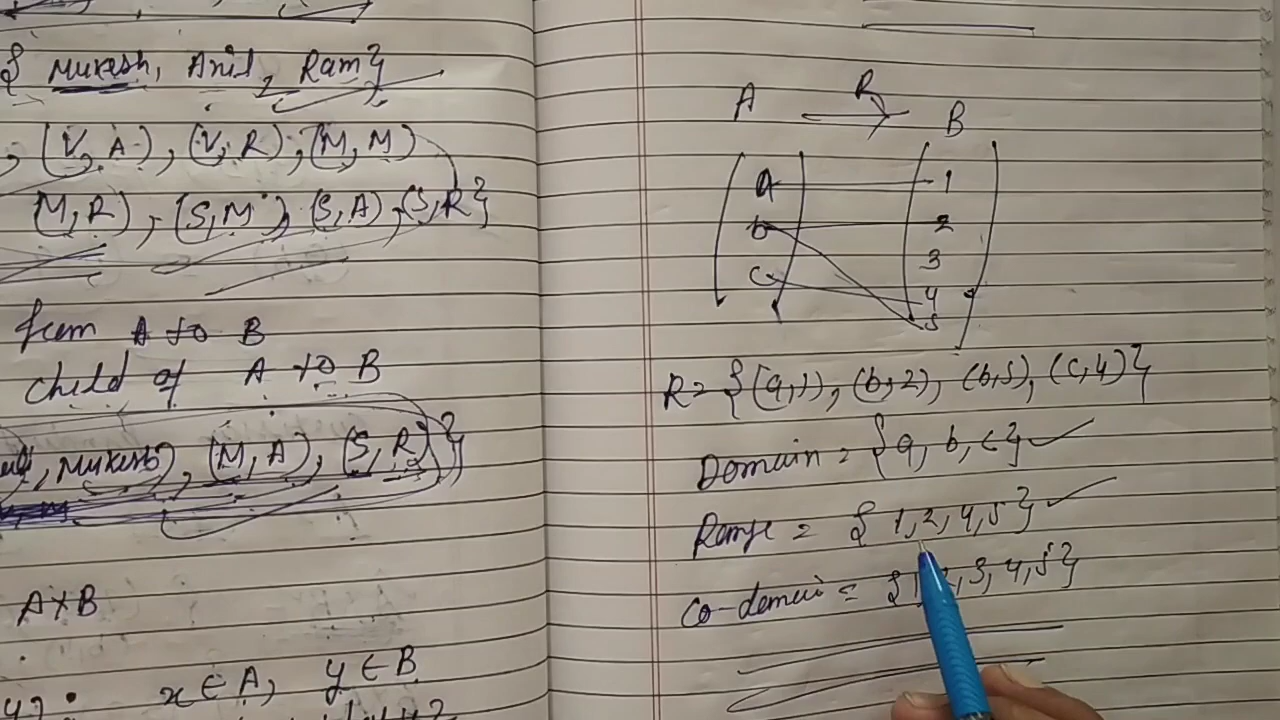 { Mukesh, Anil, Ram}
, (V, A), (V, R), (M, M)
M, R), (S, M), (S, A), (S, R}
from A to B
child of A to B
, Mukesh), (M, A), (S, R)}
A×B
x ∈ A, y ∈ B
A R B
a 1
b 2
3
c 4
5
R = {(a,1), (b,2), (b,5), (c,4)}
Domain = {a, b, c}
Range = { 1, 2, 4, 5}
Co-domain = {1, 3, 4, 5}